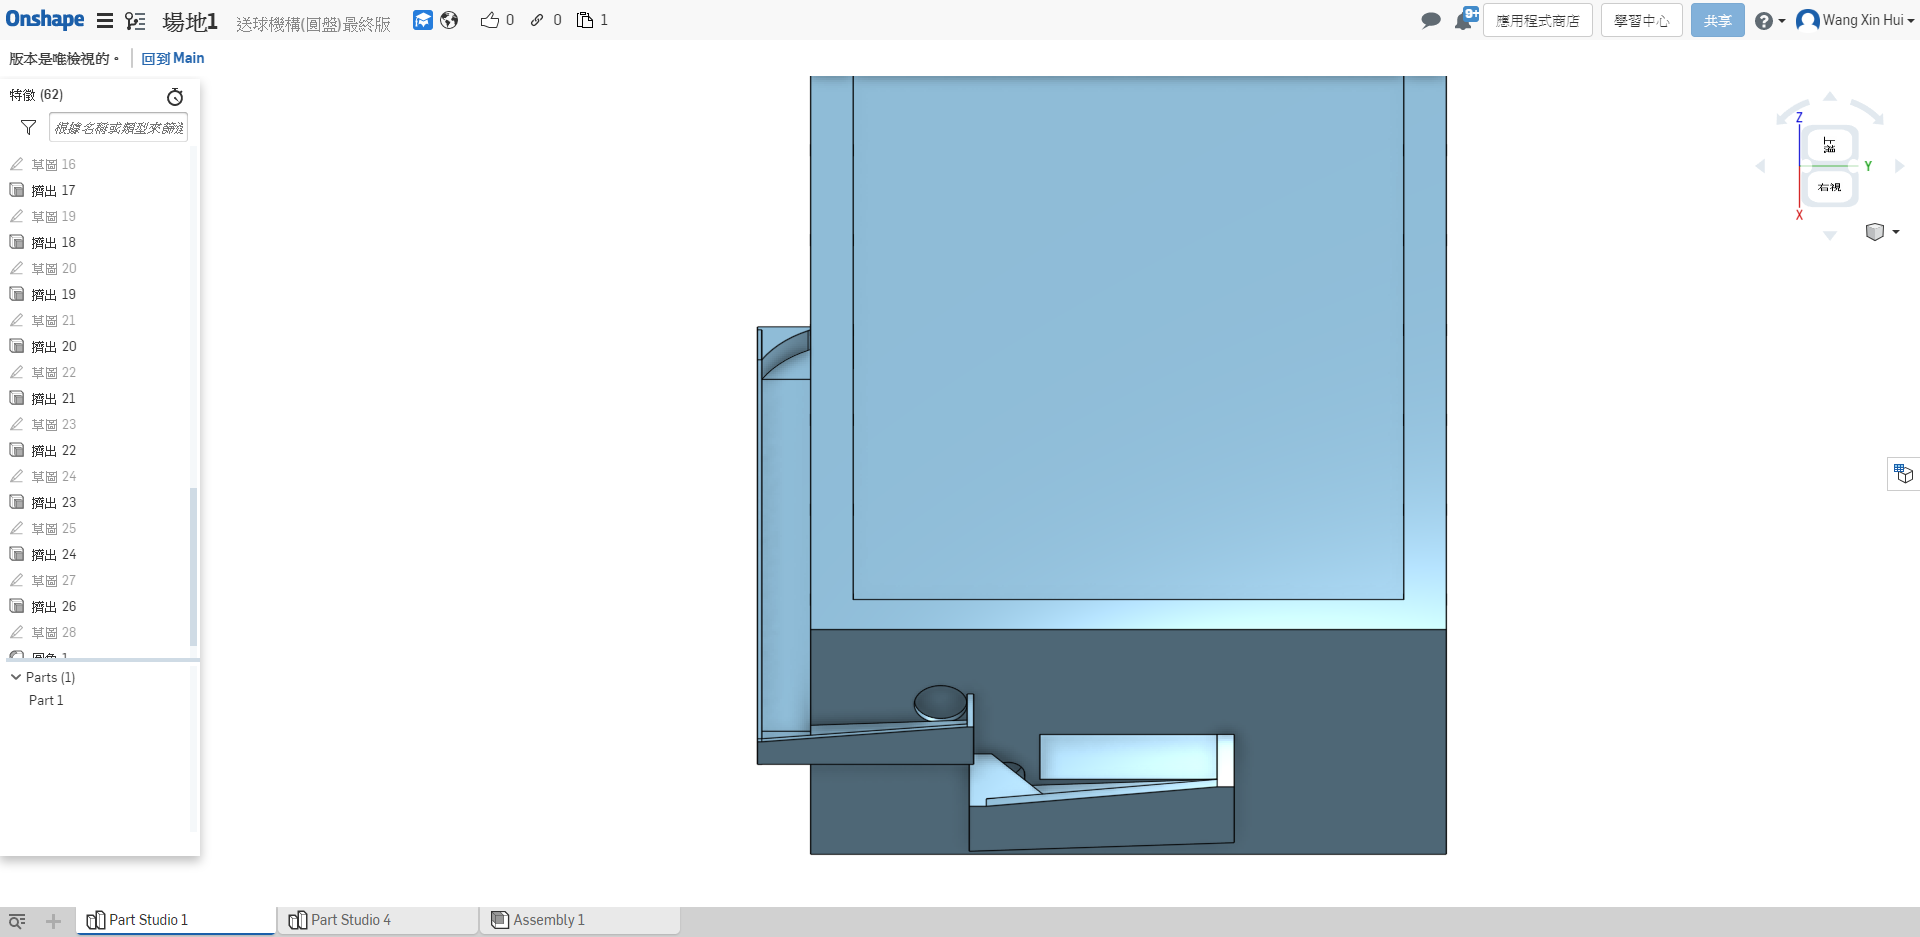 Onshape 場地1 送球機構(圓盤)最終版 0 0 1 9+ 應用程式商店 學習中心 共享 Wang Xin Hui
版本是唯檢視的。 回到 Main
特徵 (62)
根據名稱或類型來篩選
草圖 16
擠出 17
草圖 19
擠出 18
草圖 20
擠出 19
草圖 21
擠出 20
草圖 22
擠出 21
草圖 23
擠出 22
草圖 24
擠出 23
草圖 25
擠出 24
草圖 27
擠出 26
草圖 28
圓角 1
Parts (1)
Part 1
Z
上視
Y
右視
X
Part Studio 1 Part Studio 4 Assembly 1